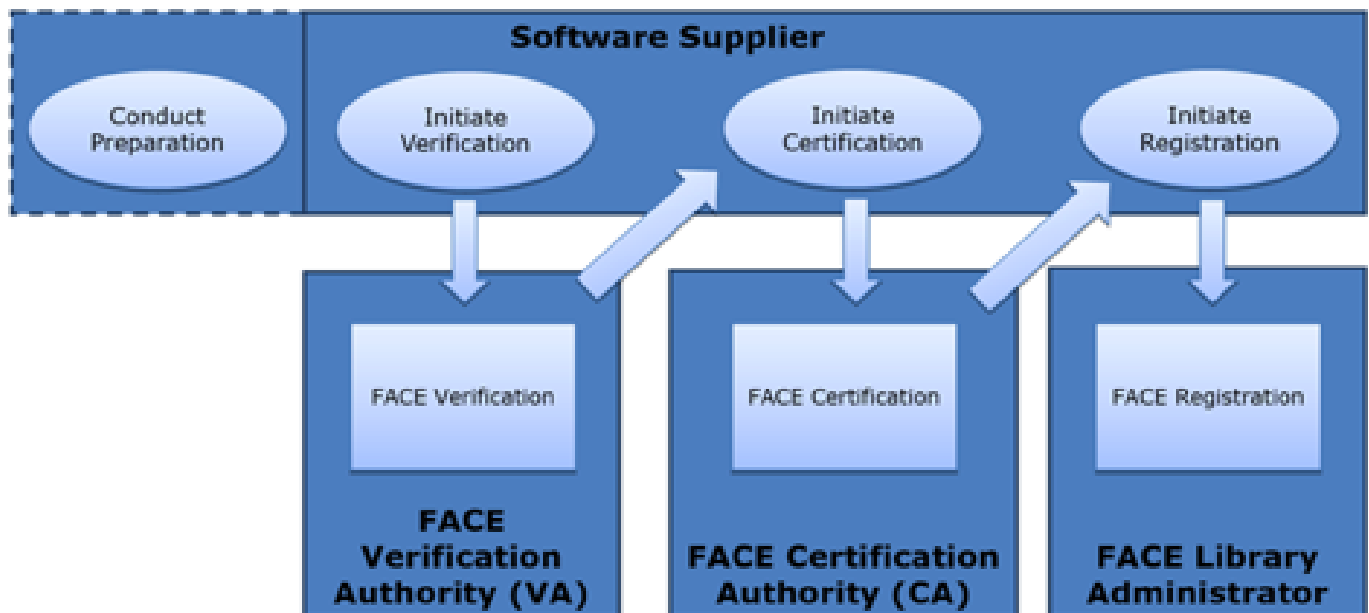 Software Supplier
Conduct
Preparation
Initiate
Verification
Initiate
Certification
Initiate
Registration
FACE Verification
FACE Certification
FACE Registration
FACE
Verification
Authority (VA)
FACE Certification
Authority (CA)
FACE Library
Administrator